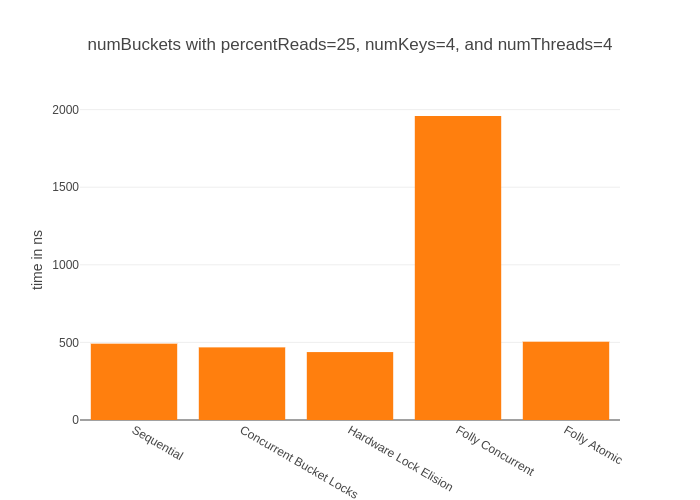 numBuckets with percentReads=25, numKeys=4, and numThreads=4
time in ns
2000
1500
1000
500
0
Sequential
Concurrent Bucket Locks
Hardware Lock Elision
Folly Concurrent
Folly Atomic